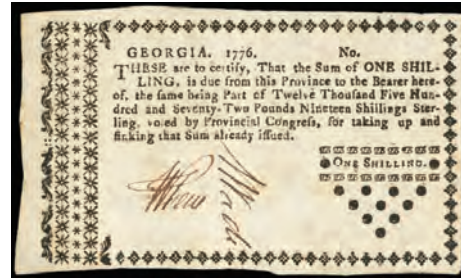 GEORGIA. 1776. No.
THESE are to certify, That the Sum of ONE SHIL-
LING, is due from this Province to the Bearer here-
of, the same being Part of Twelve Thousand Five Hun-
dred and Seventy-Two Pounds Nineteen Shillings Ster-
ling, voted by Provincial Congress, for taking up and
sinking that Sum already issued.
ONE SHILLING.